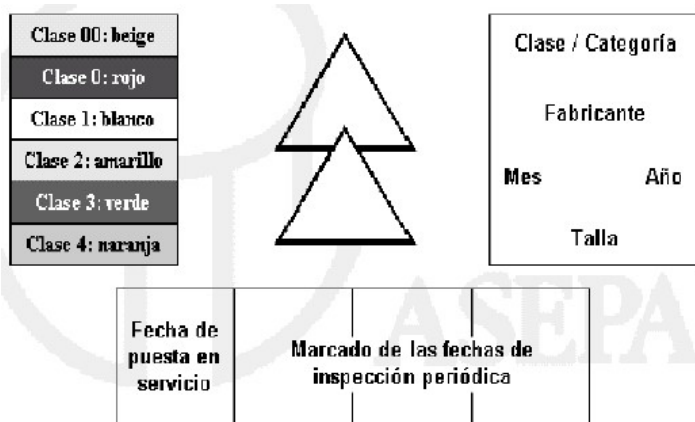 Clase 00: beige
Clase 0: rojo
Clase 1: blanco
Clase 2: amarillo
Clase 3: verde
Clase 4: naranja
Clase / Categoría
Fabricante
Mes Año
Talla
Fecha de
puesta en
servicio
Marcado de las fechas de
inspección periódica
ASEPA